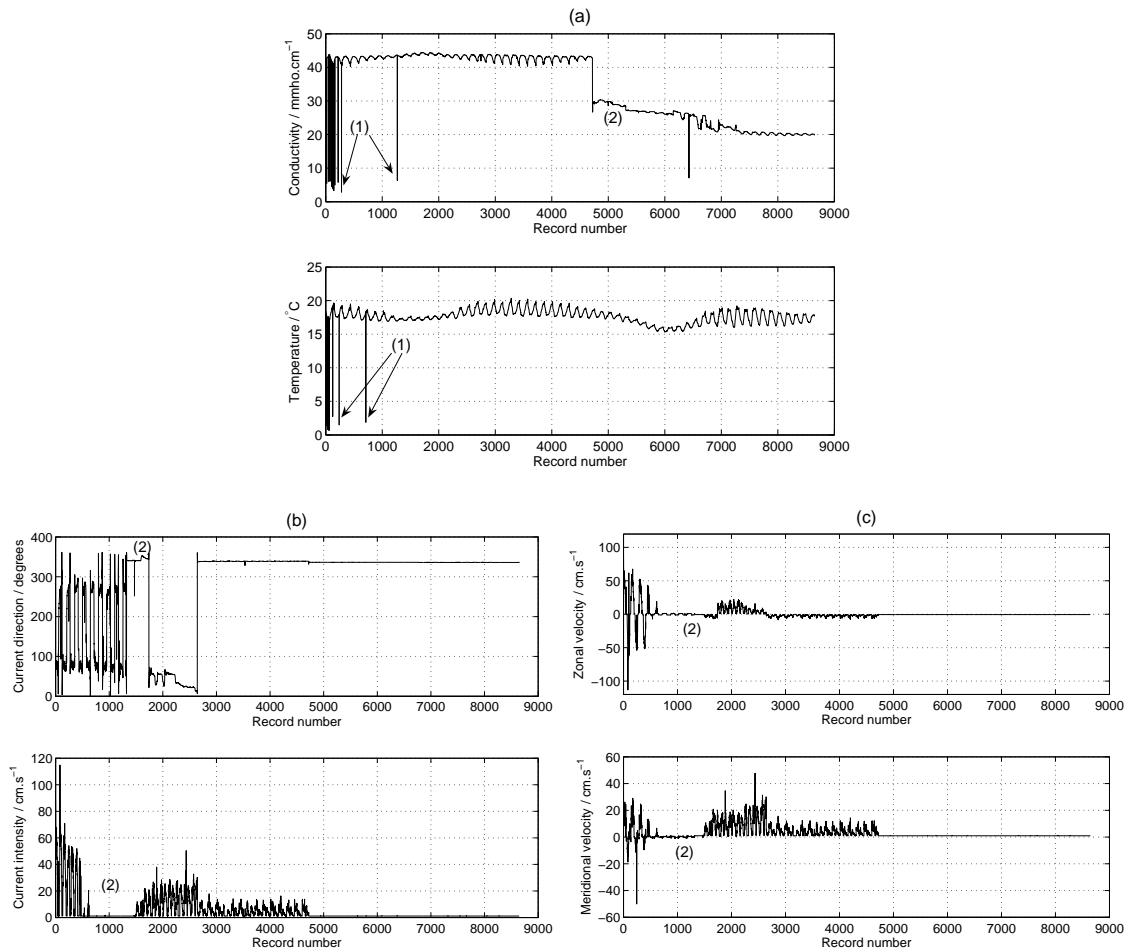 (a)
50
40
30
20
10
0
Conductivity / mmho.cm⁻¹
(1)
(2)
0 1000 2000 3000 4000 5000 6000 7000 8000 9000
Record number
25
20
15
10
5
0
Temperature / °C
(1)
0 1000 2000 3000 4000 5000 6000 7000 8000 9000
Record number
(b)
400
300
200
100
0
Current direction / degrees
(2)
0 1000 2000 3000 4000 5000 6000 7000 8000 9000
Record number
120
100
80
60
40
20
0
Current intensity / cm.s⁻¹
(2)
0 1000 2000 3000 4000 5000 6000 7000 8000 9000
Record number
(c)
100
50
0
−50
−100
Zonal velocity / cm.s⁻¹
(2)
0 1000 2000 3000 4000 5000 6000 7000 8000 9000
Record number
60
40
20
0
−20
−40
−60
Meridional velocity / cm.s⁻¹
(2)
0 1000 2000 3000 4000 5000 6000 7000 8000 9000
Record number